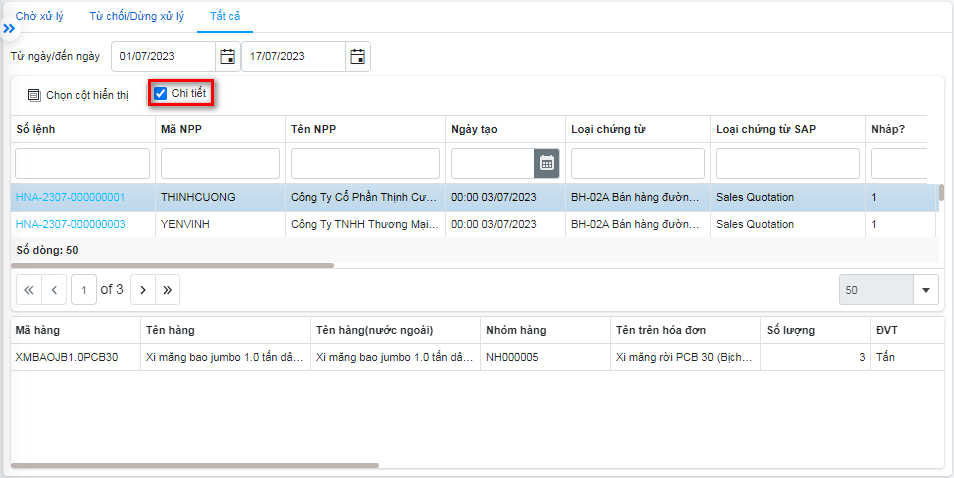 Chờ xử lý Từ chối/Dừng xử lý Tất cả
Từ ngày/đến ngày 01/07/2023 17/07/2023
Chọn cột hiển thị Chi tiết
Số lệnh Mã NPP Tên NPP Ngày tạo Loại chứng từ Loại chứng từ SAP Nháp?
HNA-2307-000000001 THINHCUONG Công Ty Cổ Phần Thịnh Cư... 00:00 03/07/2023 BH-02A Bán hàng đườn... Sales Quotation 1
HNA-2307-000000003 YENVINH Công Ty TNHH Thương Mại... 00:00 03/07/2023 BH-02A Bán hàng đườn... Sales Quotation 1
Số dòng: 50
1 of 3 50
Mã hàng Tên hàng Tên hàng(nước ngoài) Nhóm hàng Tên trên hóa đơn Số lượng ĐVT
XMBAOJB1.0PCB30 Xi măng bao jumbo 1.0 tấn dâ... Xi măng bao jumbo 1.0 tấn dâ... NH000005 Xi măng rời PCB 30 (Bịch... 3 Tấn